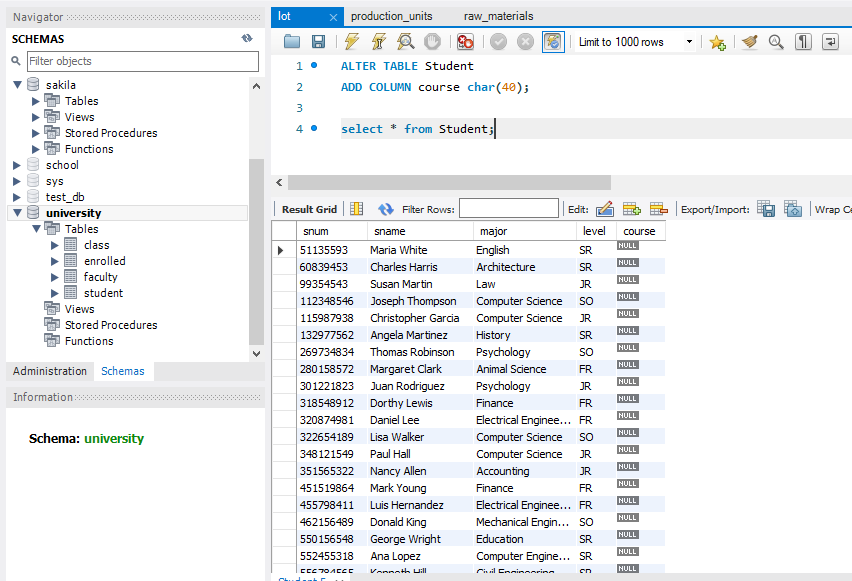 Navigator
SCHEMAS
Filter objects
sakila
Tables
Views
Stored Procedures
Functions
school
sys
test_db
university
Tables
class
enrolled
faculty
student
Views
Stored Procedures
Functions
Administration Schemas
Information
Schema: university
lot production_units raw_materials
Limit to 1000 rows
1 ALTER TABLE Student
2 ADD COLUMN course char(40);
3
4 select * from Student;
Result Grid Filter Rows: Edit: Export/Import: Wrap Ce
snum sname major level course
51135593 Maria White English SR NULL
60839453 Charles Harris Architecture SR NULL
99354543 Susan Martin Law JR NULL
112348546 Joseph Thompson Computer Science SO NULL
115987938 Christopher Garcia Computer Science JR NULL
132977562 Angela Martinez History SR NULL
269734834 Thomas Robinson Psychology SO NULL
280158572 Margaret Clark Animal Science FR NULL
301221823 Juan Rodriguez Psychology JR NULL
318548912 Dorthy Lewis Finance FR NULL
320874981 Daniel Lee Electrical Enginee... FR NULL
322654189 Lisa Walker Computer Science SO NULL
348121549 Paul Hall Computer Science JR NULL
351565322 Nancy Allen Accounting JR NULL
451519864 Mark Young Finance FR NULL
455798411 Luis Hernandez Electrical Enginee... FR NULL
462156489 Donald King Mechanical Engin... SO NULL
550156548 George Wright Education SR NULL
552455318 Ana Lopez Computer Enginee... SR NULL
556784565 Kenneth Hill Civil Engineering SR NULL